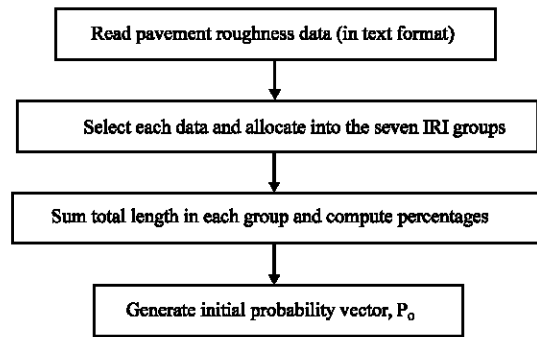 Read pavement roughness data (in text format)
Select each data and allocate into the seven IRI groups
Sum total length in each group and compute percentages
Generate initial probability vector, Pₒ